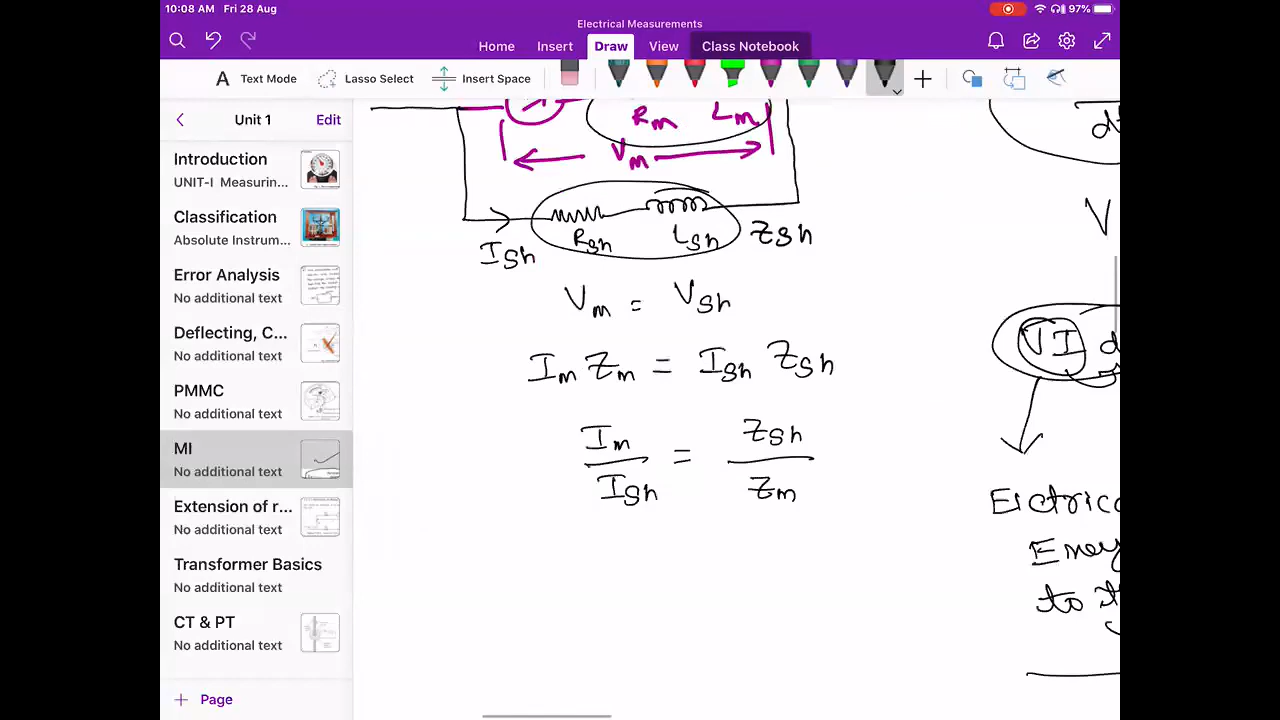 10:08 AM Fri 28 Aug
97%
Electrical Measurements
Home Insert Draw View Class Notebook
Text Mode Lasso Select Insert Space
Unit 1 Edit
Introduction
UNIT-I Measurin...
Classification
Absolute Instrum...
Error Analysis
No additional text
Deflecting, C...
No additional text
PMMC
No additional text
MI
No additional text
Extension of r...
No additional text
Transformer Basics
No additional text
CT & PT
No additional text
Page
Rm Lm
Vm
Rsh Lsh Zsh
Ish
Vm = Vsh
Im Zm = Ish Zsh
Im / Ish = Zsh / Zm
d
V
V I d
Elctrica
Eney
to t